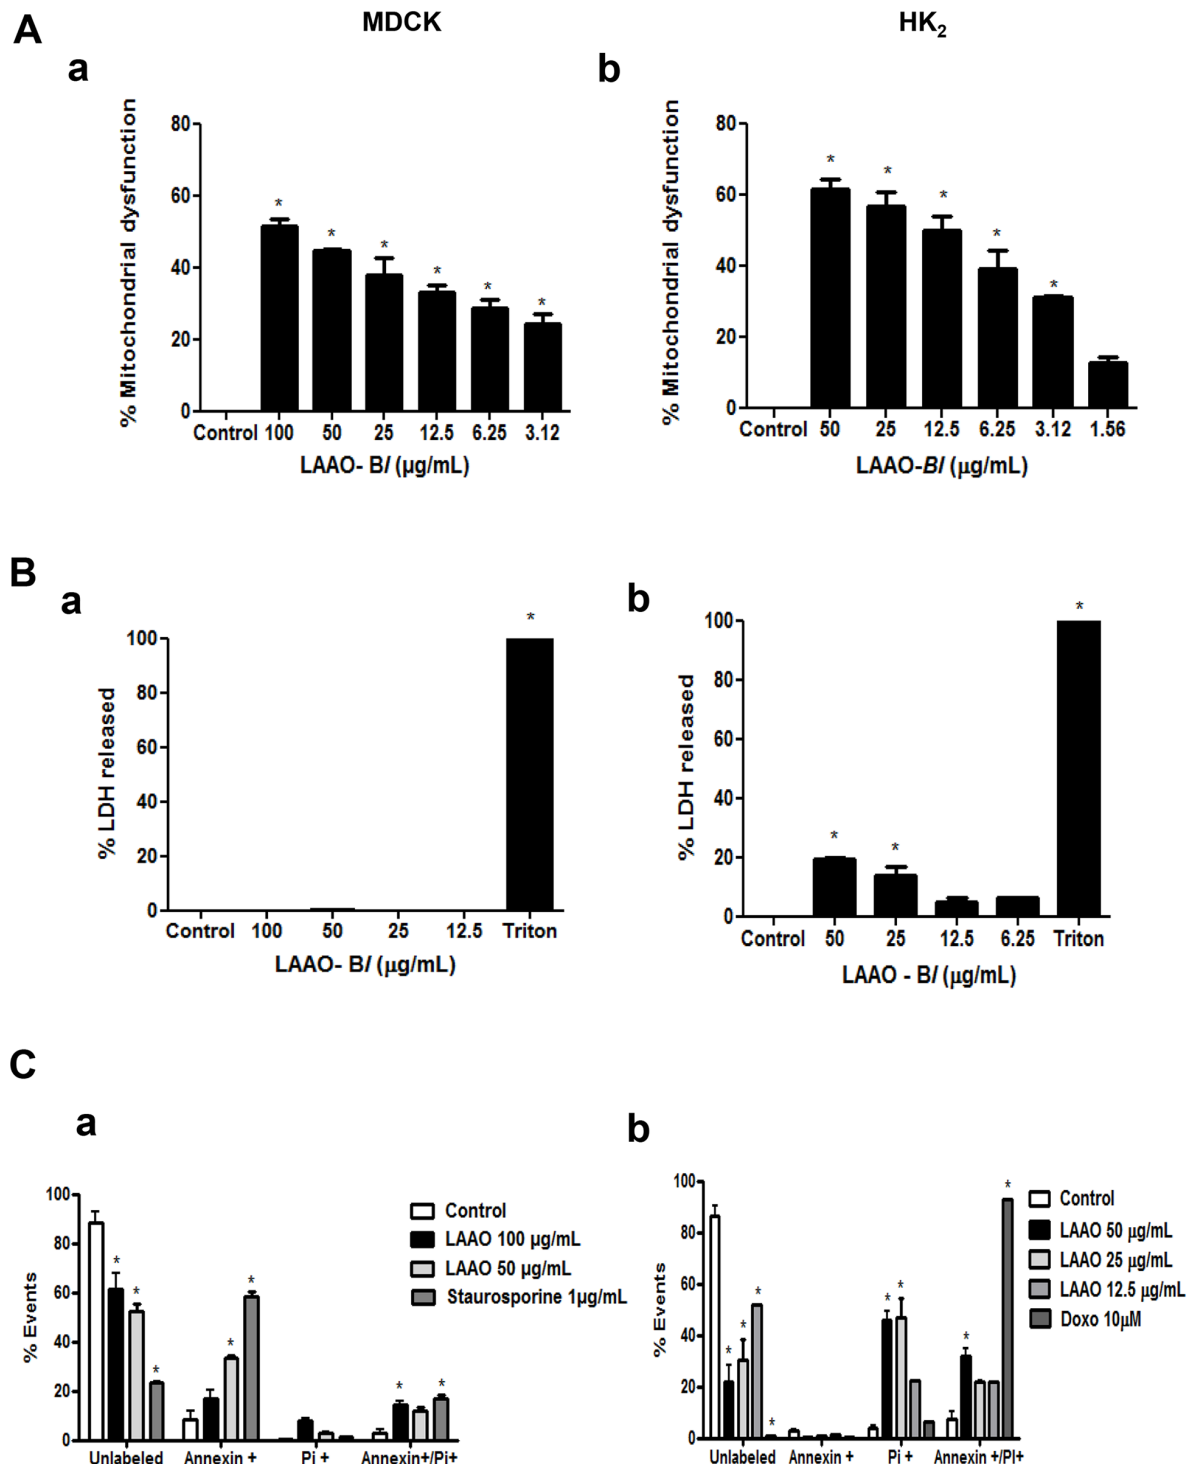 A
MDCK
HK2
a
b
% Mitochondrial dysfunction
80
60
40
20
0
Control 100 50 25 12.5 6.25 3.12
LAAO- Bl (µg/mL)
* * * * * *
% Mitochondrial dysfunction
80
60
40
20
0
Control 50 25 12.5 6.25 3.12 1.56
LAAO-Bl (µg/mL)
* * * * *
B
a
b
% LDH released
100
80
60
40
20
0
Control 100 50 25 12.5 Triton
LAAO- Bl (µg/mL)
*
% LDH released
100
80
60
40
20
0
Control 50 25 12.5 6.25 Triton
LAAO - Bl (µg/mL)
* * *
C
a
b
% Events
100
80
60
40
20
0
Unlabeled Annexin + Pi + Annexin+/Pi+
* * * * * * *
Control
LAAO 100 µg/mL
LAAO 50 µg/mL
Staurosporine 1µg/mL
% Events
100
80
60
40
20
0
Unlabeled Annexin + Pi + Annexin +/PI+
* * * * * * * *
Control
LAAO 50 µg/mL
LAAO 25 µg/mL
LAAO 12.5 µg/mL
Doxo 10µM